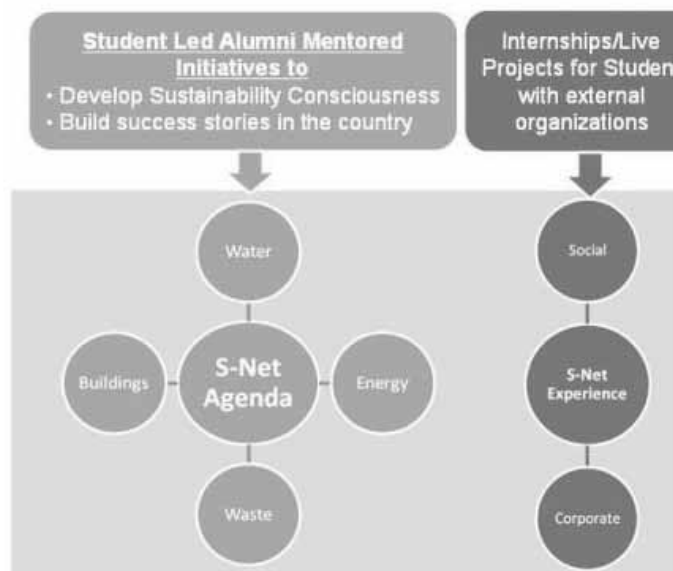 Student Led Alumni Mentored
Initiatives to
• Develop Sustainability Consciousness
• Build success stories in the country
Internships/Live
Projects for Studen
with external
organizations
Water
Buildings
S-Net
Agenda
Energy
Waste
Social
S-Net
Experience
Corporate